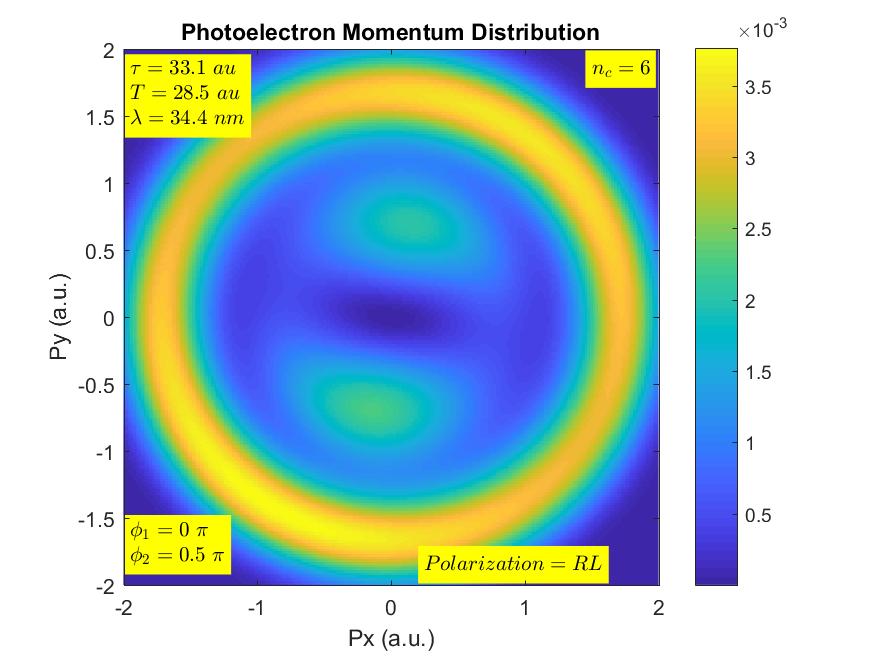 Photoelectron Momentum Distribution
×10⁻³
τ = 33.1 au
T = 28.5 au
λ = 34.4 nm
n_c = 6
2
1.5
1
0.5
0
-0.5
-1
-1.5
-2
Py (a.u.)
3.5
3
2.5
2
1.5
1
0.5
ϕ₁ = 0 π
ϕ₂ = 0.5 π
Polarization = RL
-2 -1 0 1 2
Px (a.u.)